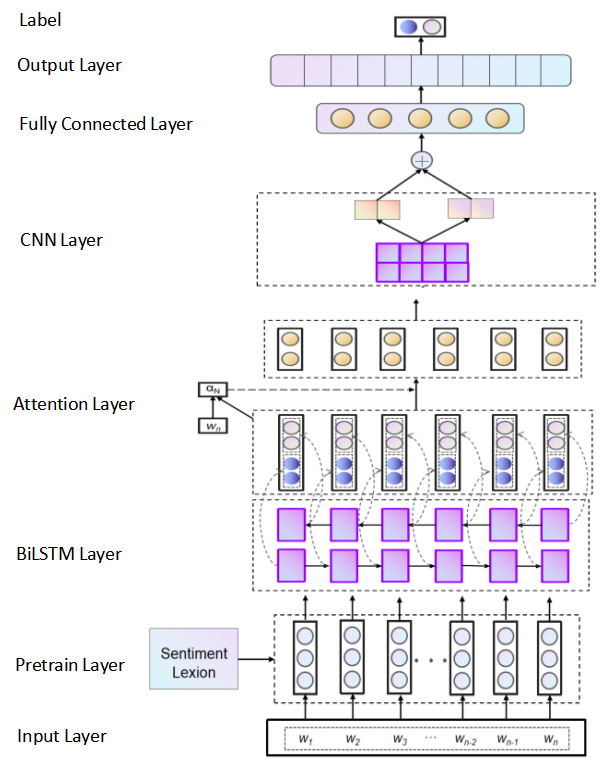 Label
Output Layer
Fully Connected Layer
CNN Layer
αN
Attention Layer
wn
BiLSTM Layer
Sentiment
Lexion
Pretrain Layer
Input Layer
w1 w2 w3 ... wn-2 wn-1 wn